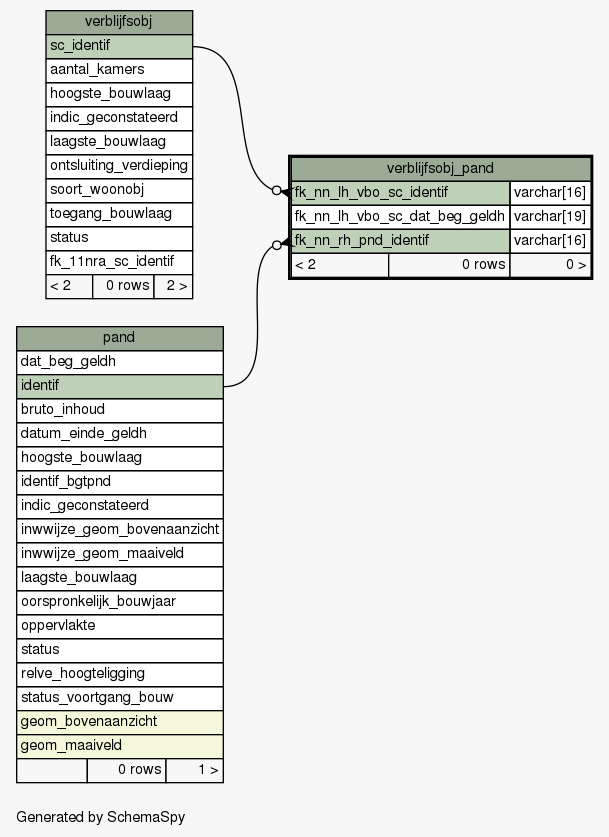 verblijfsobj
sc_identif
aantal_kamers
hoogste_bouwlaag
indic_geconstateerd
laagste_bouwlaag
ontsluiting_verdieping
soort_woonobj
toegang_bouwlaag
status
fk_11nra_sc_identif
< 2 0 rows 2 >
verblijfsobj_pand
fk_nn_lh_vbo_sc_identif varchar[16]
fk_nn_lh_vbo_sc_dat_beg_geldh varchar[19]
fk_nn_rh_pnd_identif varchar[16]
< 2 0 rows 0 >
pand
dat_beg_geldh
identif
bruto_inhoud
datum_einde_geldh
hoogste_bouwlaag
identif_bgtpnd
indic_geconstateerd
inwwijze_geom_bovenaanzicht
inwwijze_geom_maaiveld
laagste_bouwlaag
oorspronkelijk_bouwjaar
oppervlakte
status
relve_hoogteligging
status_voortgang_bouw
geom_bovenaanzicht
geom_maaiveld
0 rows 1 >
Generated by SchemaSpy